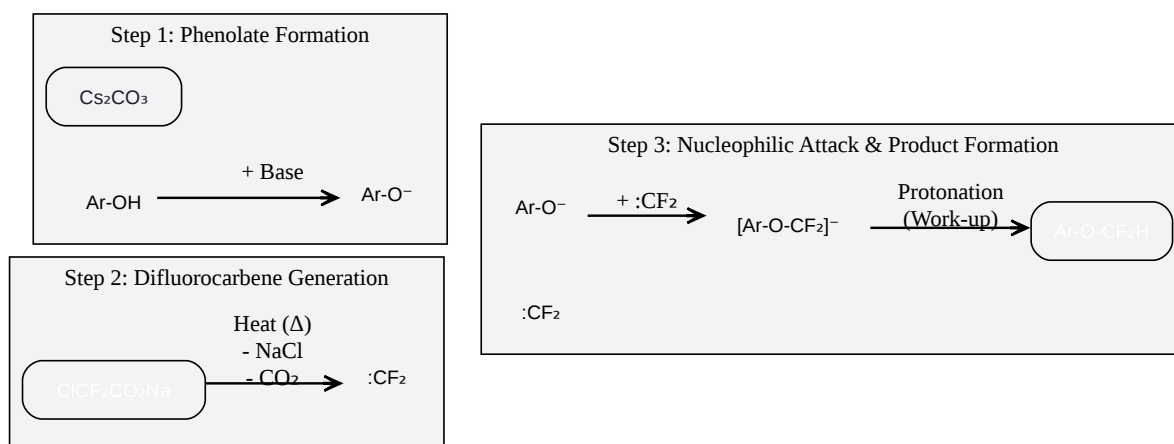 Step 1: Phenolate Formation
Cs₂CO₃
+ Base
Ar-OH
Ar-O⁻
Step 2: Difluorocarbene Generation
Heat (Δ)
- NaCl
- CO₂
ClCF₂CO₂Na
:CF₂
Step 3: Nucleophilic Attack & Product Formation
Ar-O⁻
+ :CF₂
[Ar-O-CF₂]⁻
Protonation
(Work-up)
Ar-O-CF₂H
:CF₂